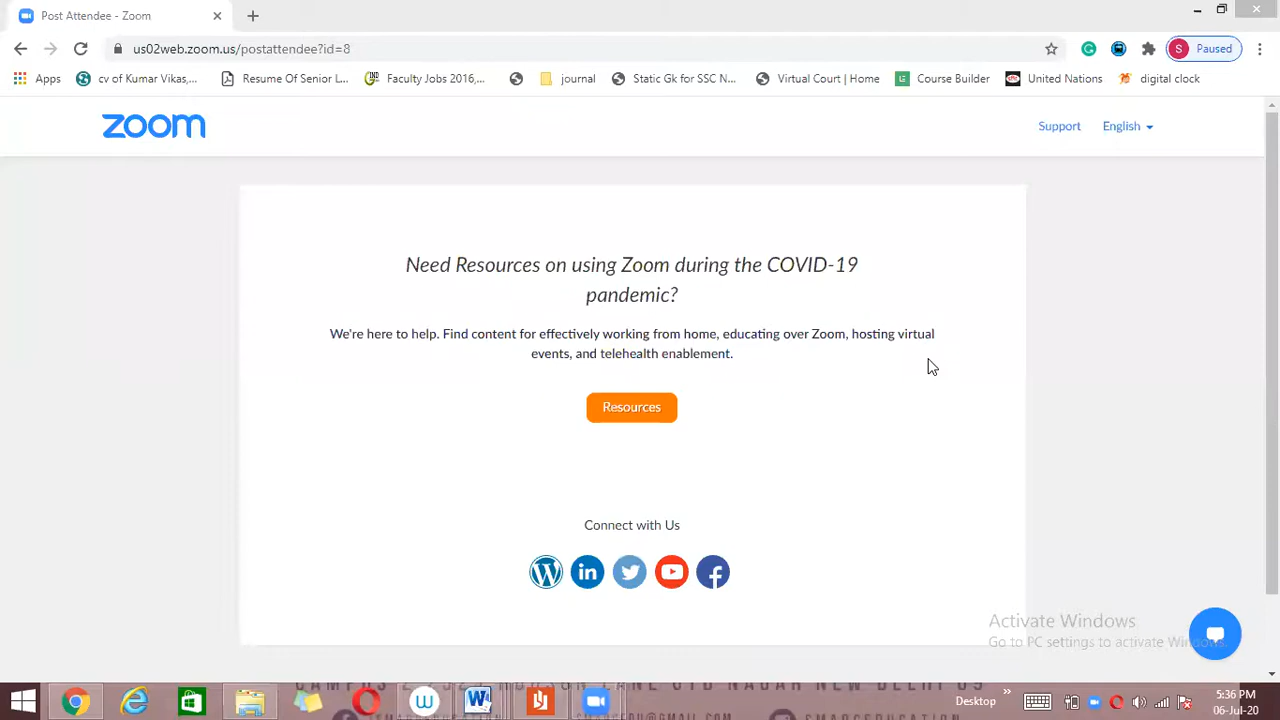 Post Attendee - Zoom
us02web.zoom.us/postattendee?id=8
S Paused
Apps
cv of Kumar Vikas,...
Resume Of Senior L...
Faculty Jobs 2016,...
journal
Static Gk for SSC N...
Virtual Court | Home
Course Builder
United Nations
digital clock
zoom
Support
English
Need Resources on using Zoom during the COVID-19
pandemic?
We're here to help. Find content for effectively working from home, educating over Zoom, hosting virtual
events, and telehealth enablement.
Resources
Connect with Us
Activate Windows
Go to PC settings to activate Windows.
Desktop
5:36 PM
06-Jul-20